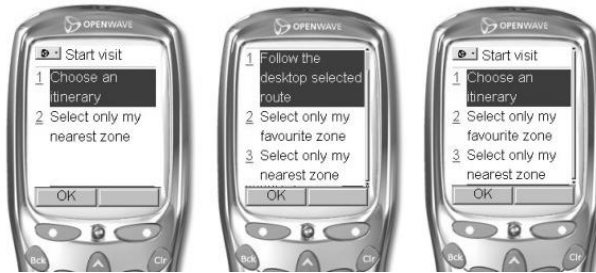 OPENWAVE
Start visit
1 Choose an
itinerary
2 Select only my
nearest zone
OK
Bck
Clr
OPENWAVE
1 Follow the
desktop selected
route
2 Select only my
favourite zone
3 Select only my
nearest zone
OK
Bck
Clr
OPENWAVE
Start visit
1 Choose an
itinerary
2 Select only my
favourite zone
3 Select only my
nearest zone
OK
Bck
Clr